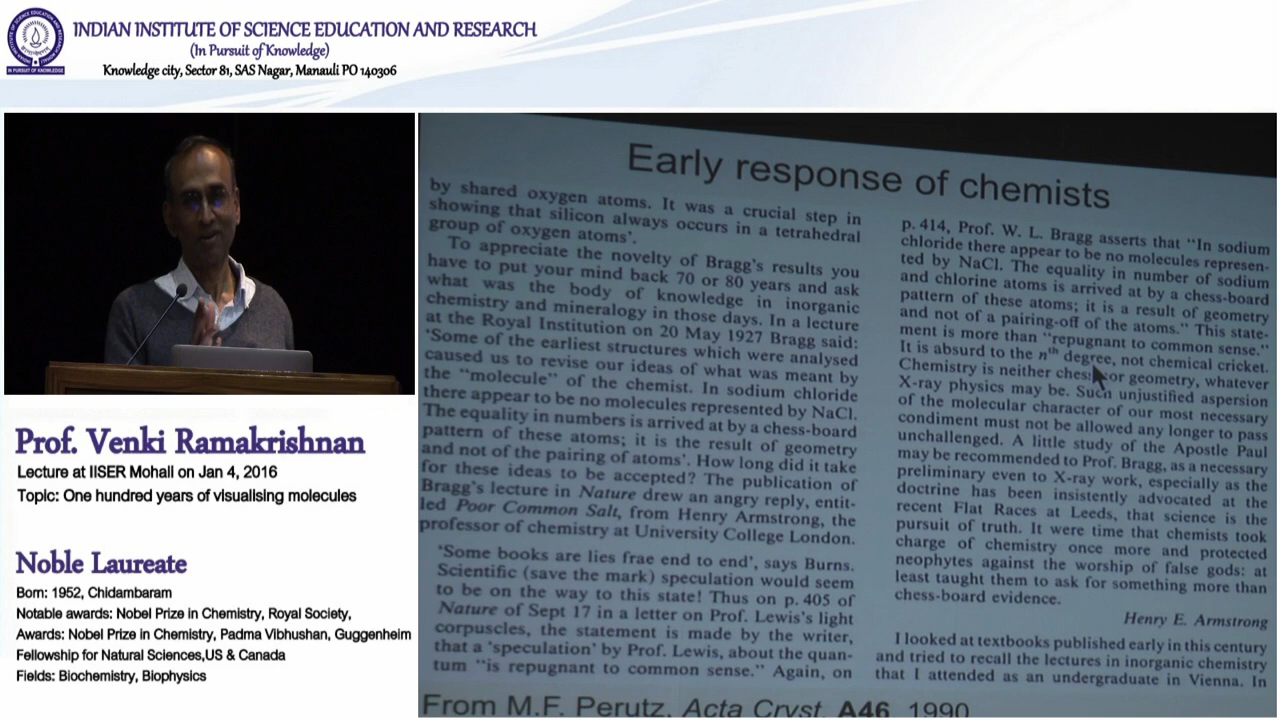 INDIAN INSTITUTE OF SCIENCE EDUCATION AND RESEARCH
(In Pursuit of Knowledge)
Knowledge city, Sector 81, SAS Nagar, Manauli PO 140306
IN PURSUIT OF KNOWLEDGE
Prof. Venki Ramakrishnan
Lecture at IISER Mohali on Jan 4, 2016
Topic: One hundred years of visualising molecules
Noble Laureate
Born: 1952, Chidambaram
Notable awards: Nobel Prize in Chemistry, Royal Society,
Awards: Nobel Prize in Chemistry, Padma Vibhushan, Guggenheim
Fellowship for Natural Sciences,US & Canada
Fields: Biochemistry, Biophysics
Early response of chemists
by shared oxygen atoms. It was a crucial step in
showing that silicon always occurs in a tetrahedral
group of oxygen atoms'.
To appreciate the novelty of Bragg's results you
have to put your mind back 70 or 80 years and ask
what was the body of knowledge in inorganic
chemistry and mineralogy in those days. In a lecture
at the Royal Institution on 20 May 1927 Bragg said:
'Some of the earliest structures which were analysed
caused us to revise our ideas of what was meant by
the "molecule" of the chemist. In sodium chloride
there appear to be no molecules represented by NaCl.
The equality in numbers is arrived at by a chess-board
pattern of these atoms; it is the result of geometry
and not of the pairing of atoms'. How long did it take
for these ideas to be accepted? The publication of
Bragg's lecture in Nature drew an angry reply, entit-
led Poor Common Salt, from Henry Armstrong, the
professor of chemistry at University College London.
'Some books are lies frae end to end', says Burns.
Scientific (save the mark) speculation would seem
to be on the way to this state! Thus on p. 405 of
Nature of Sept 17 in a letter on Prof. Lewis's light
corpuscles, the statement is made by the writer,
that a 'speculation' by Prof. Lewis, about the quan-
tum "is repugnant to common sense." Again, on
p. 414, Prof. W. L. Bragg asserts that "In sodium
chloride there appear to be no molecules represen-
ted by NaCl. The equality in number of sodium
and chlorine atoms is arrived at by a chess-board
pattern of these atoms; it is a result of geometry
and not of a pairing-off of the atoms." This state-
ment is more than "repugnant to common sense."
It is absurd to the nth degree, not chemical cricket.
Chemistry is neither chess or geometry, whatever
X-ray physics may be. Such unjustified aspersion
of the molecular character of our most necessary
condiment must not be allowed any longer to pass
unchallenged. A little study of the Apostle Paul
may be recommended to Prof. Bragg, as a necessary
preliminary even to X-ray work, especially as the
doctrine has been insistently advocated at the
recent Flat Races at Leeds, that science is the
pursuit of truth. It were time that chemists took
charge of chemistry once more and protected
neophytes against the worship of false gods: at
least taught them to ask for something more than
chess-board evidence.
Henry E. Armstrong
I looked at textbooks published early in this century
and tried to recall the lectures in inorganic chemistry
that I attended as an undergraduate in Vienna. In
From M.F. Perutz, Acta Cryst. A46, 1990